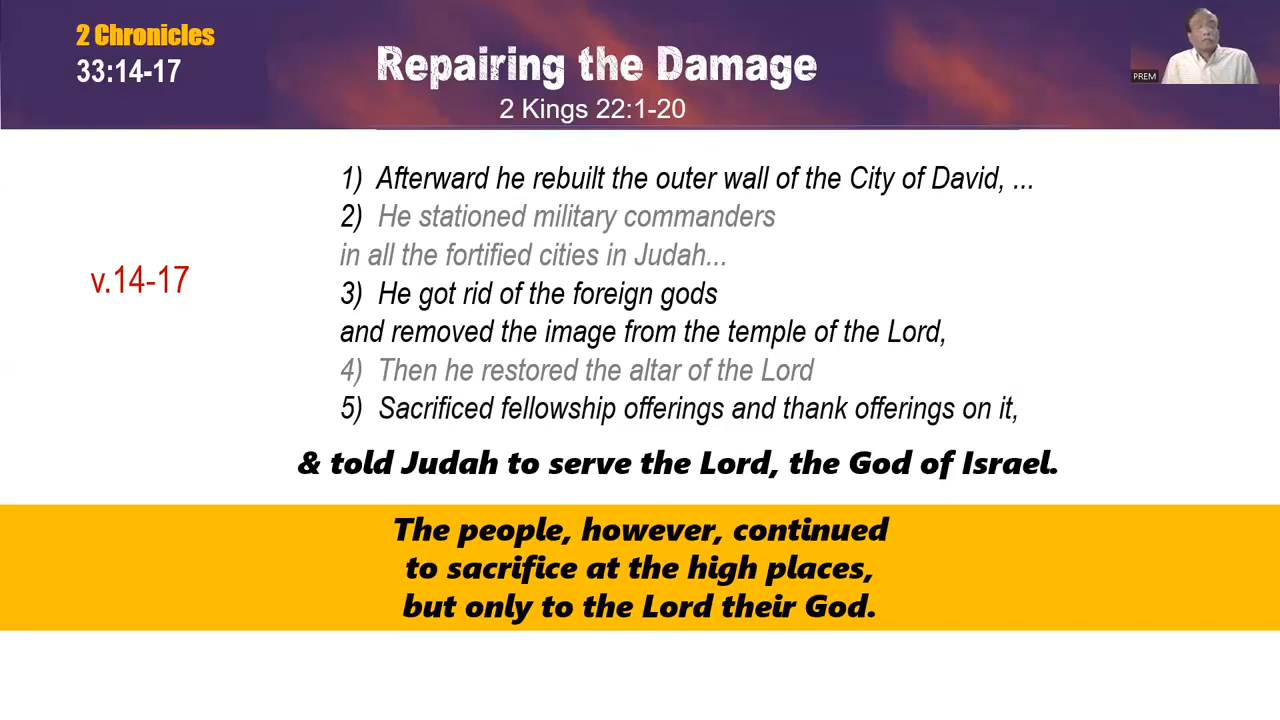 2 Chronicles
33:14-17
Repairing the Damage
2 Kings 22:1-20
PREM
v.14-17
1) Afterward he rebuilt the outer wall of the City of David, ...
2) He stationed military commanders
in all the fortified cities in Judah...
3) He got rid of the foreign gods
and removed the image from the temple of the Lord,
4) Then he restored the altar of the Lord
5) Sacrificed fellowship offerings and thank offerings on it,
& told Judah to serve the Lord, the God of Israel.
The people, however, continued
to sacrifice at the high places,
but only to the Lord their God.